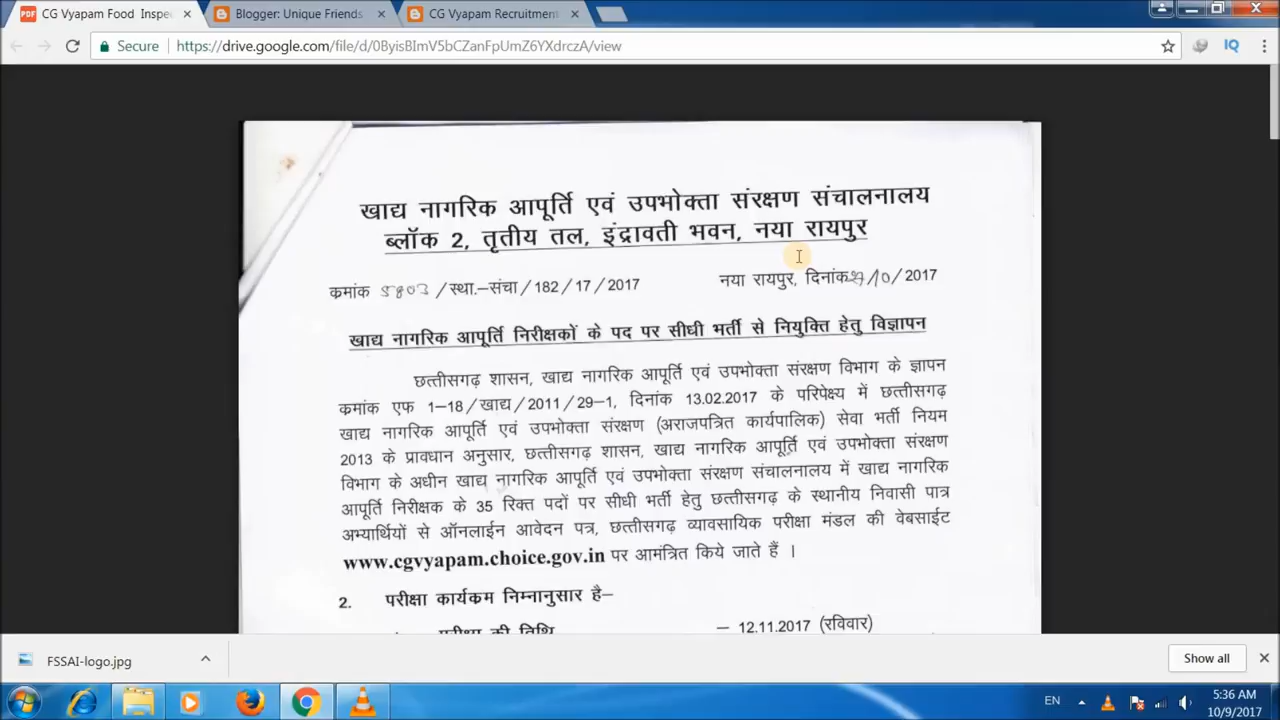 CG Vyapam Food Inspec
Blogger: Unique Friends
CG Vyapam Recruitment
Secure https://drive.google.com/file/d/0ByisBImV5bCZanFpUmZ6YXdrczA/view
खाद्य नागरिक आपूर्ति एवं उपभोक्ता संरक्षण संचालनालय
ब्लॉक 2, तृतीय तल, इंद्रावती भवन, नया रायपुर
कमांक 5803 /स्था.-संचा/182/17/2017 नया रायपुर, दिनांक /10/2017
खाद्य नागरिक आपूर्ति निरीक्षकों के पद पर सीधी भर्ती से नियुक्ति हेतु विज्ञापन
छत्तीसगढ़ शासन, खाद्य नागरिक आपूर्ति एवं उपभोक्ता संरक्षण विभाग के ज्ञापन
कमांक एफ 1-18/खाद्य/2011/29-1, दिनांक 13.02.2017 के परिपेक्ष्य में छत्तीसगढ़
खाद्य नागरिक आपूर्ति एवं उपभोक्ता संरक्षण (अराजपत्रित कार्यपालिक) सेवा भर्ती नियम
2013 के प्रावधान अनुसार, छत्तीसगढ़ शासन, खाद्य नागरिक आपूर्ति एवं उपभोक्ता संरक्षण
विभाग के अधीन खाद्य नागरिक आपूर्ति एवं उपभोक्ता संरक्षण संचालनालय में खाद्य नागरिक
आपूर्ति निरीक्षक के 35 रिक्त पदों पर सीधी भर्ती हेतु छत्तीसगढ़ के स्थानीय निवासी पात्र
अभ्यार्थियों से ऑनलाईन आवेदन पत्र, छत्तीसगढ़ व्यावसायिक परीक्षा मंडल की वेबसाईट
www.cgvyapam.choice.gov.in पर आमंत्रित किये जाते हैं ।
2. परीक्षा कार्यकम निम्नानुसार है–
परीक्षा की तिथि – 12.11.2017 (रविवार)
FSSAI-logo.jpg
Show all
EN
5:36 AM
10/9/2017